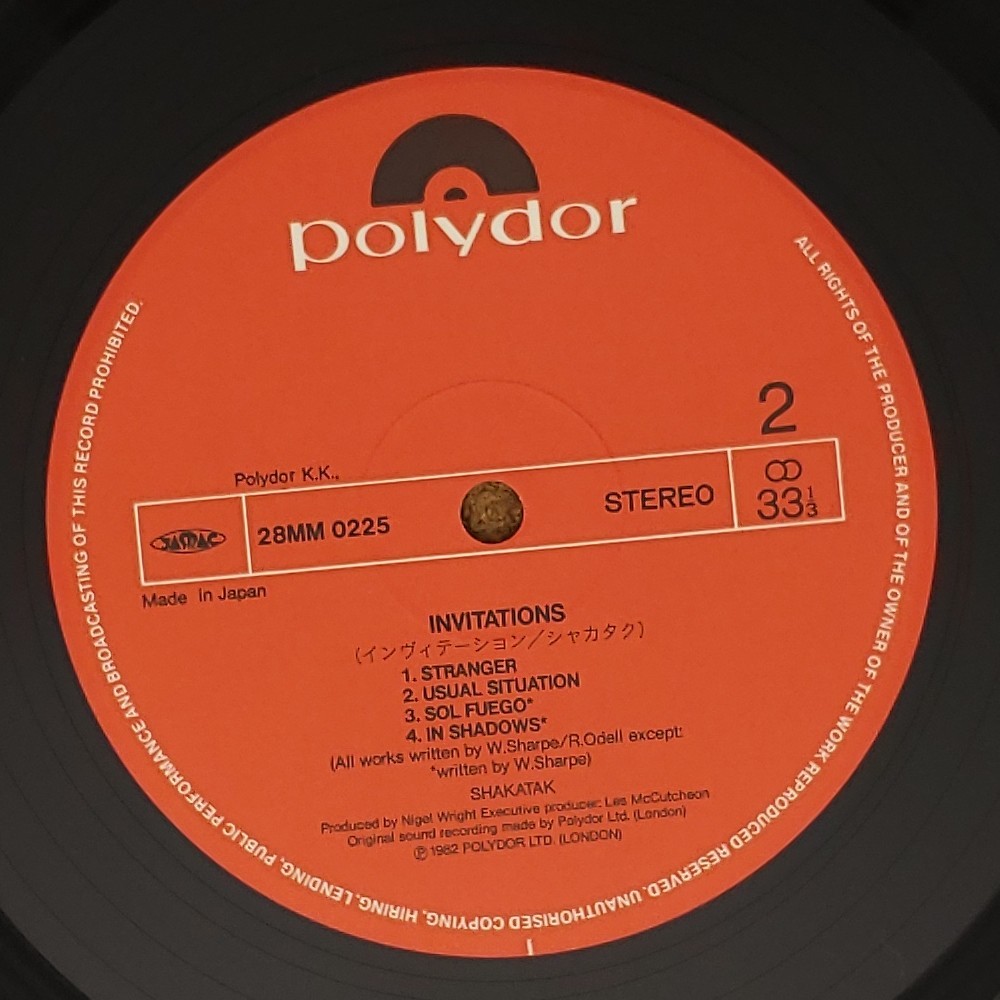 polydor
ALL RIGHTS OF THE PRODUCER AND OF THE OWNER OF THE WORK REPRODUCED RESERVED. UNAUTHORISED COPYING, HIRING, LENDING, PUBLIC PERFORMANCE AND BROADCASTING OF THIS RECORD PROHIBITED.
2
Polydor K.K.,
JASRAC 28MM 0225 STEREO 33 1/3
Made in Japan
INVITATIONS
(インヴィテーション/シャカタク)
1. STRANGER
2. USUAL SITUATION
3. SOL FUEGO*
4. IN SHADOWS*
(All works written by W.Sharpe/R.Odell except:
*written by W.Sharpe)
SHAKATAK
Produced by Nigel Wright Executive producer: Les McCutcheon
Original sound recording made by Polydor Ltd. (London)
Ⓟ 1982 POLYDOR LTD. (LONDON)